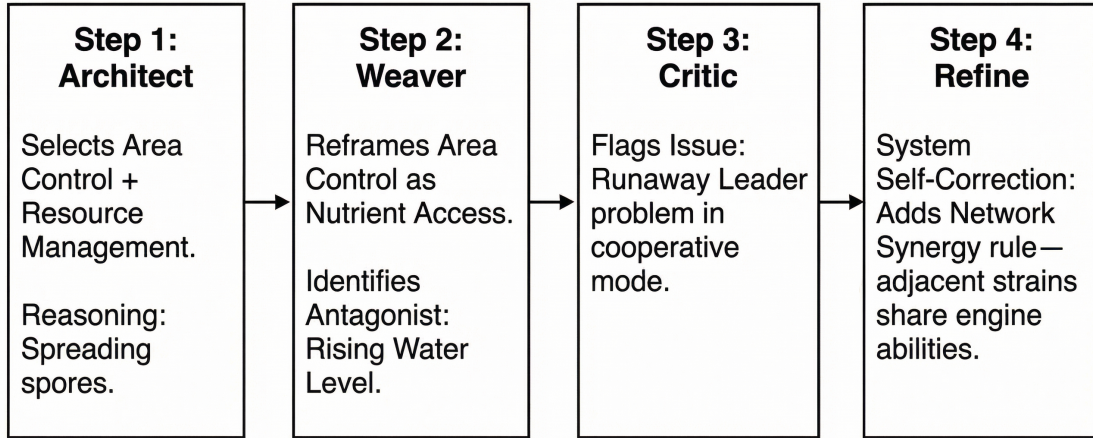 Step 1:
Architect
Selects Area
Control +
Resource
Management.
Reasoning:
Spreading
spores.
Step 2:
Weaver
Reframes Area
Control as
Nutrient Access.
Identifies
Antagonist:
Rising Water
Level.
Step 3:
Critic
Flags Issue:
Runaway Leader
problem in
cooperative
mode.
Step 4:
Refine
System
Self-Correction:
Adds Network
Synergy rule—
adjacent strains
share engine
abilities.